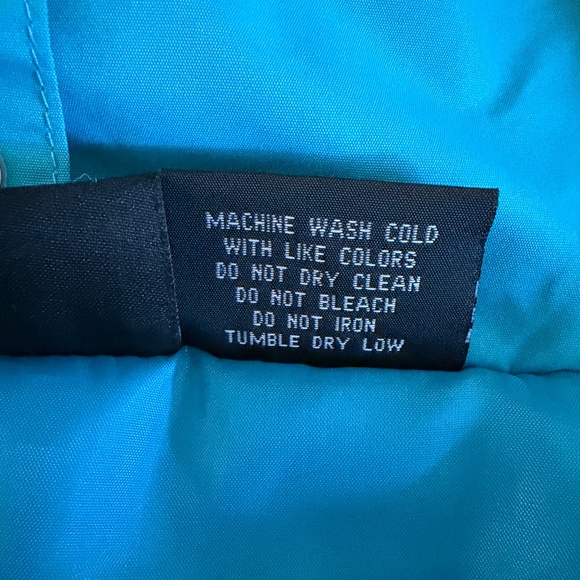 MACHINE WASH COLD
WITH LIKE COLORS
DO NOT DRY CLEAN
DO NOT BLEACH
DO NOT IRON
TUMBLE DRY LOW